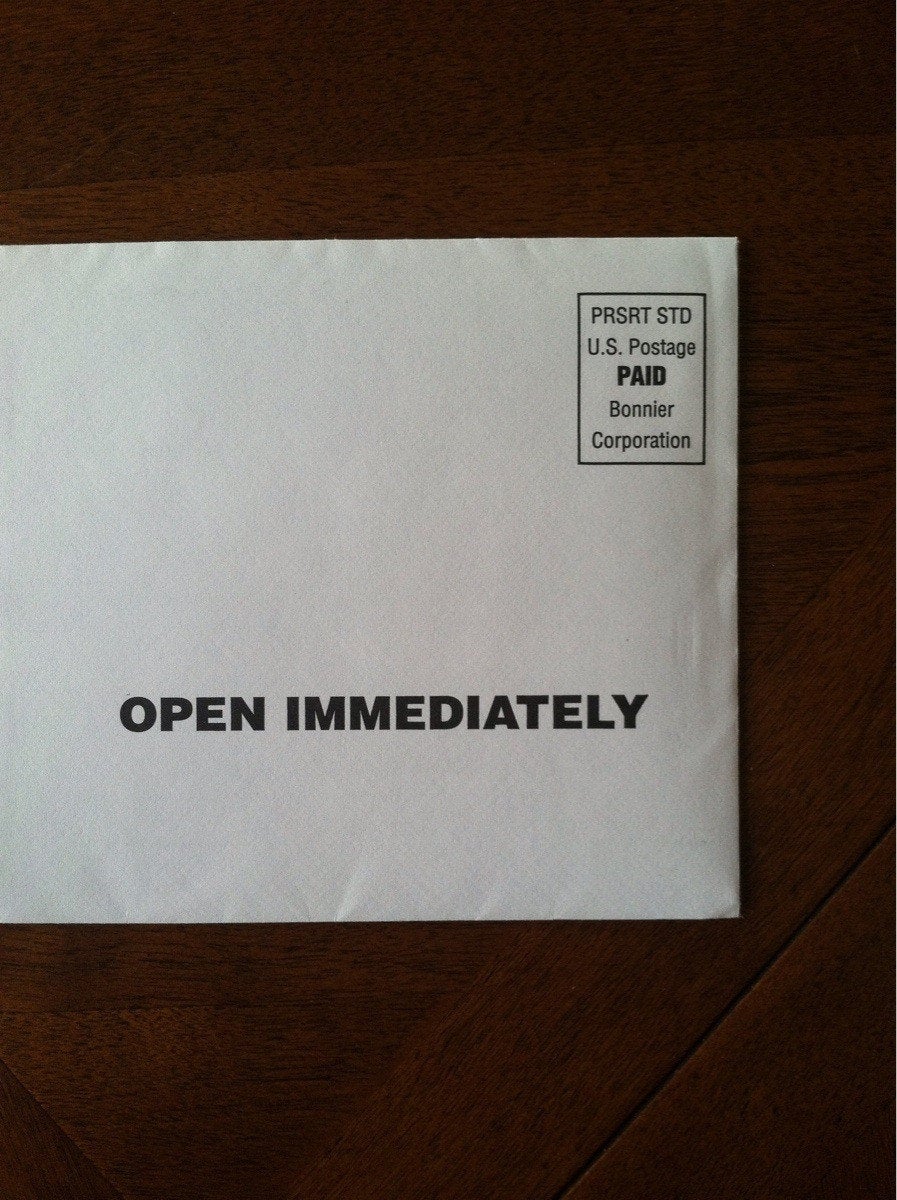 PRSRT STD
U.S. Postage
PAID
Bonnier
Corporation
OPEN IMMEDIATELY